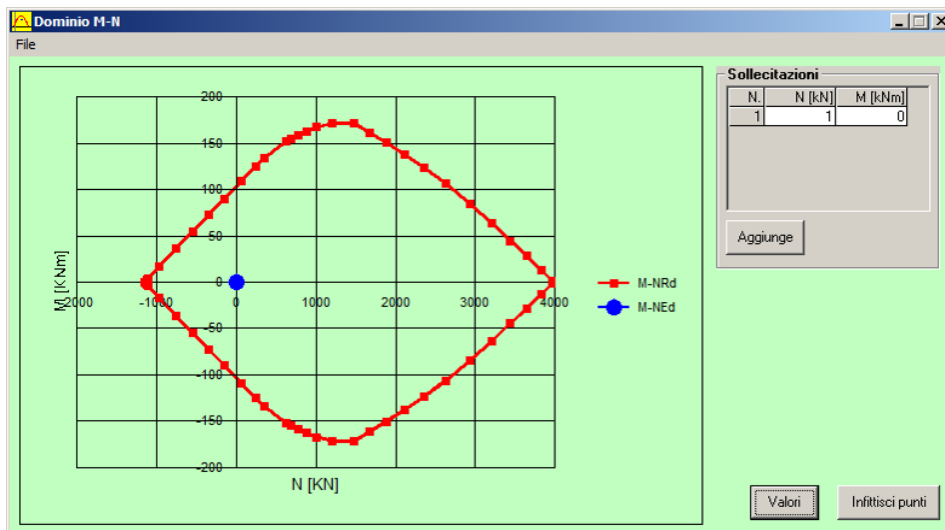 Dominio M-N
File
Sollecitazioni
N. N [kN] M [kNm]
1 1 0
Aggiunge
200
150
100
50
0
-2000 -1000 0 1000 2000 3000 4000
-50
-100
-150
-200
M [KNm]
N [KN]
M-NRd
M-NEd
Valori Infittisci punti